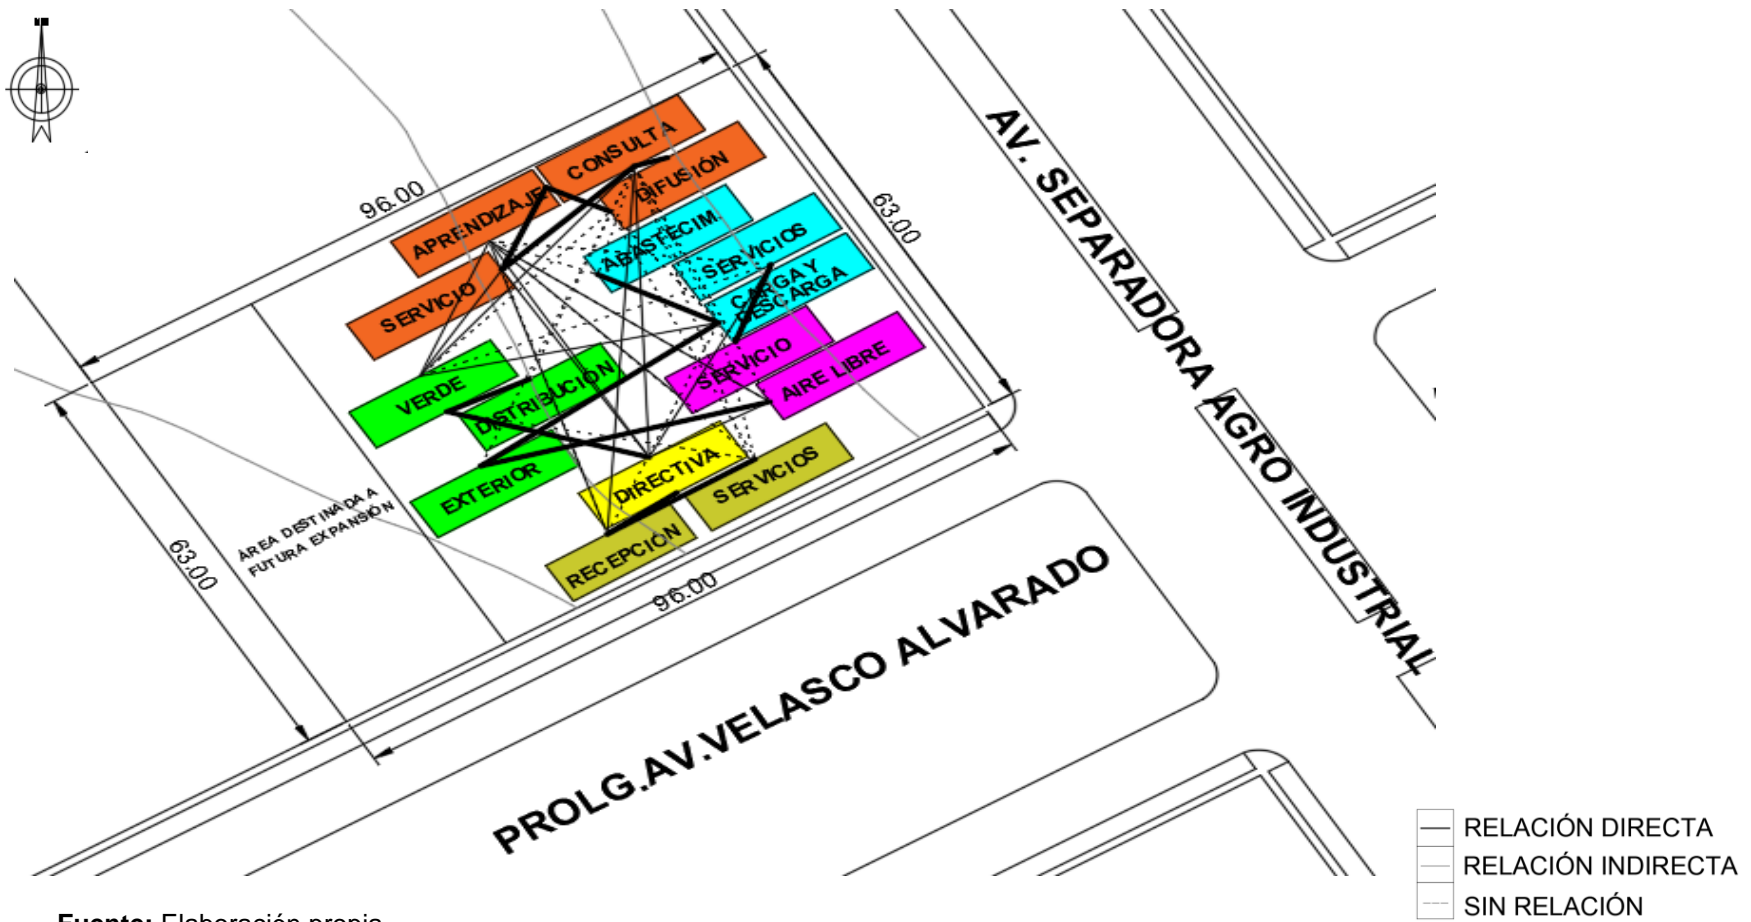 AV. SEPARADORA AGRO INDUSTRIAL
96.00
63.00
CONSULTA
DIFUSIÓN
APRENDIZAJE
ABASTECIM.
SERVICIOS
SERVICIO
CARGA Y
DESCARGA
SERVICIO
AIRE LIBRE
VERDE
DISTRIBUCIÓN
EXTERIOR
DIRECTIVA
SERVICIOS
RECEPCIÓN
ÁREA DESTINADA A
FUTURA EXPANSIÓN
63.00
96.00
PROLG.AV.VELASCO ALVARADO
RELACIÓN DIRECTA
RELACIÓN INDIRECTA
SIN RELACIÓN
Fuente: Elaboración propia